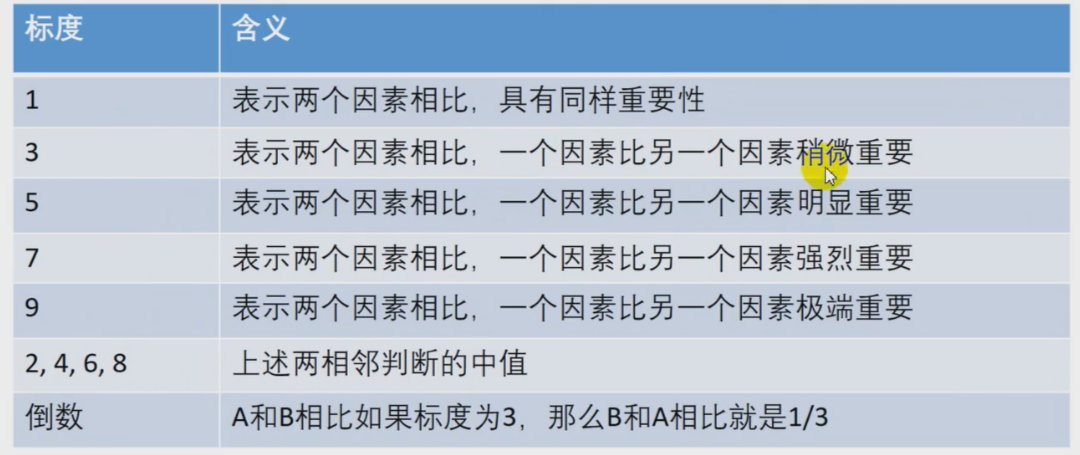 标度 含义
1 表示两个因素相比，具有同样重要性
3 表示两个因素相比，一个因素比另一个因素稍微重要
5 表示两个因素相比，一个因素比另一个因素明显重要
7 表示两个因素相比，一个因素比另一个因素强烈重要
9 表示两个因素相比，一个因素比另一个因素极端重要
2, 4, 6, 8 上述两相邻判断的中值
倒数 A和B相比如果标度为3，那么B和A相比就是1/3